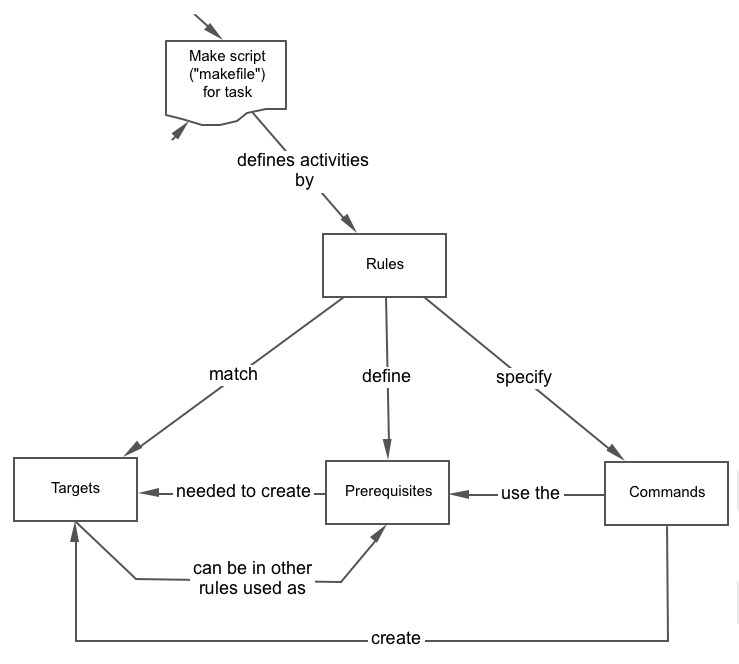 Make script
("makefile")
for task
defines activities
by
Rules
match
define
specify
Targets
needed to create
Prerequisites
use the
Commands
can be in other
rules used as
create